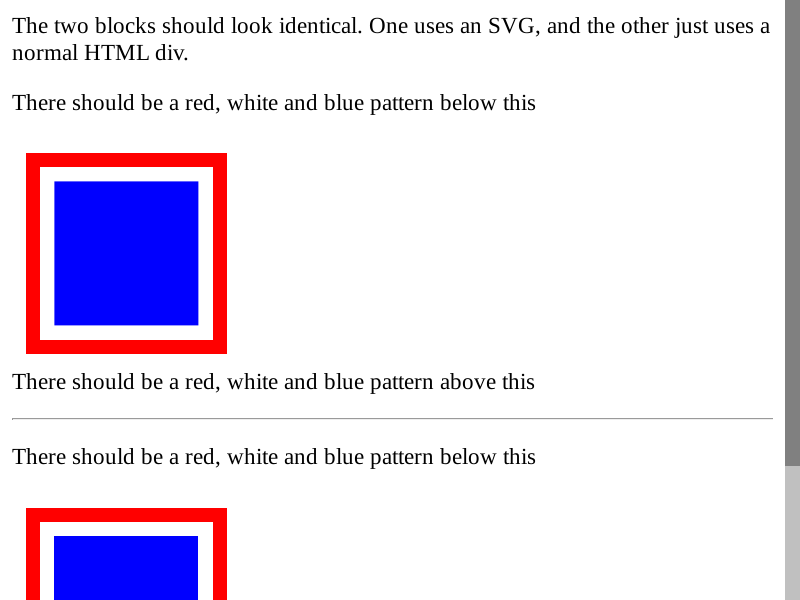 The two blocks should look identical. One uses an SVG, and the other just uses a
normal HTML div.
There should be a red, white and blue pattern below this
There should be a red, white and blue pattern above this
There should be a red, white and blue pattern below this